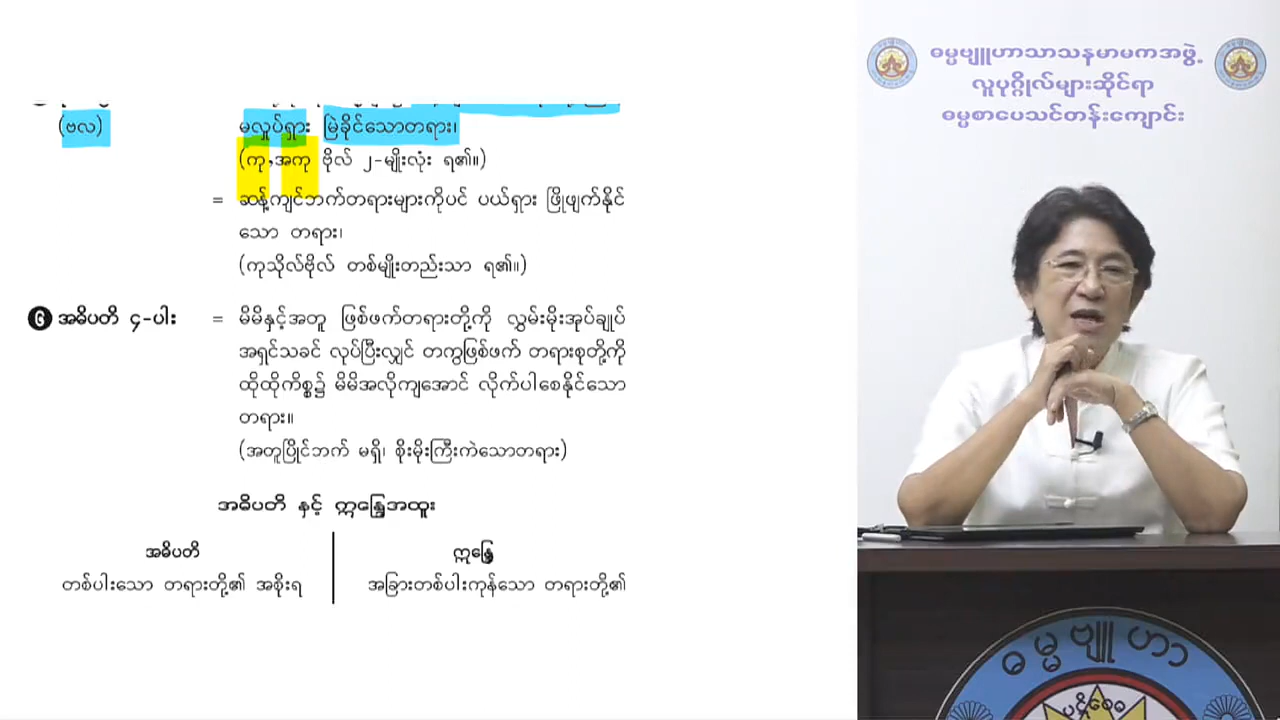 (ဗလ)
မလှုပ်ရှား မြဲခိုင်သောတရား၊
(ကု,အကု ဗိုလ် ၂-မျိုးလုံး ရ၏။)
= ဆန့်ကျင်ဘက်တရားများကိုပင် ပယ်ရှား ဖြိုဖျက်နိုင်
သော တရား၊
(ကုသိုလ်ဗိုလ် တစ်မျိုးတည်းသာ ရ၏။)
၆ အဓိပတိ ၄-ပါး = မိမိနှင့်အတူ ဖြစ်ဖက်တရားတို့ကို လွှမ်းမိုးအုပ်ချုပ်
အရှင်သခင် လုပ်ပြီးလျှင် တကွဖြစ်ဖက် တရားစုတို့ကို
ထိုထိုကိစ္စ၌ မိမိအလိုကျအောင် လိုက်ပါစေနိုင်သော
တရား။
(အတူပြိုင်ဘက် မရှိ၊ စိုးမိုးကြီးကဲသောတရား)
အဓိပတိ နှင့် ဣန္ဒြေအထူး
အဓိပတိ
တစ်ပါးသော တရားတို့၏ အစိုးရ
ဣန္ဒြေ
အခြားတစ်ပါးကုန်သော တရားတို့၏
ဓမ္မဗျူဟာသာသနမာမကအဖွဲ့
လူပုဂ္ဂိုလ်များဆိုင်ရာ
ဓမ္မစာပေသင်တန်းကျောင်း
ဓမ္မဗျူဟာ
ပဋိဝေဓ